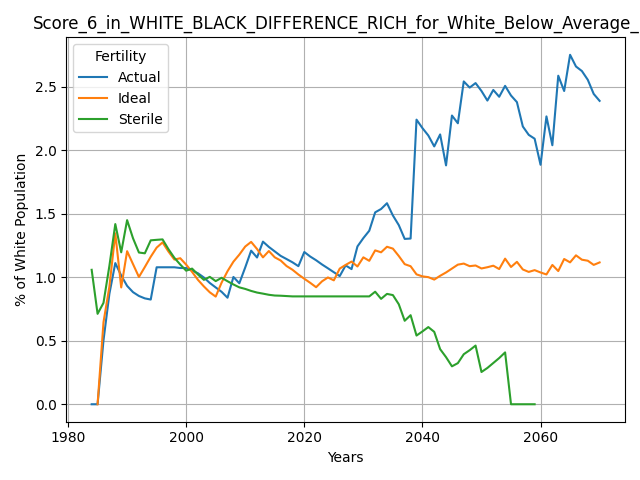 Score_6_in_WHITE_BLACK_DIFFERENCE_RICH_for_White_Below_Average_
Fertility
Actual
Ideal
Sterile
% of White Population
2.5
2.0
1.5
1.0
0.5
0.0
1980 2000 2020 2040 2060
Years